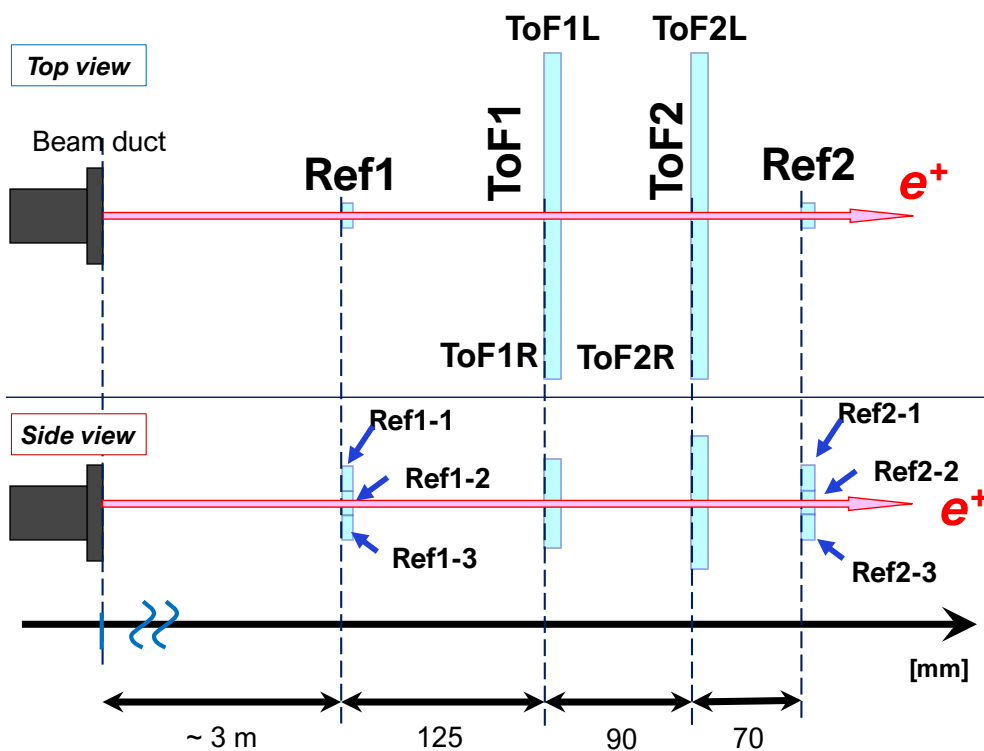 ToF1L
ToF2L
Top view
Beam duct
ToF1
ToF2
Ref1
Ref2
e+
ToF1R
ToF2R
Side view
Ref1-1
Ref2-1
Ref1-2
Ref2-2
e+
Ref1-3
Ref2-3
[mm]
~ 3 m
125
90
70